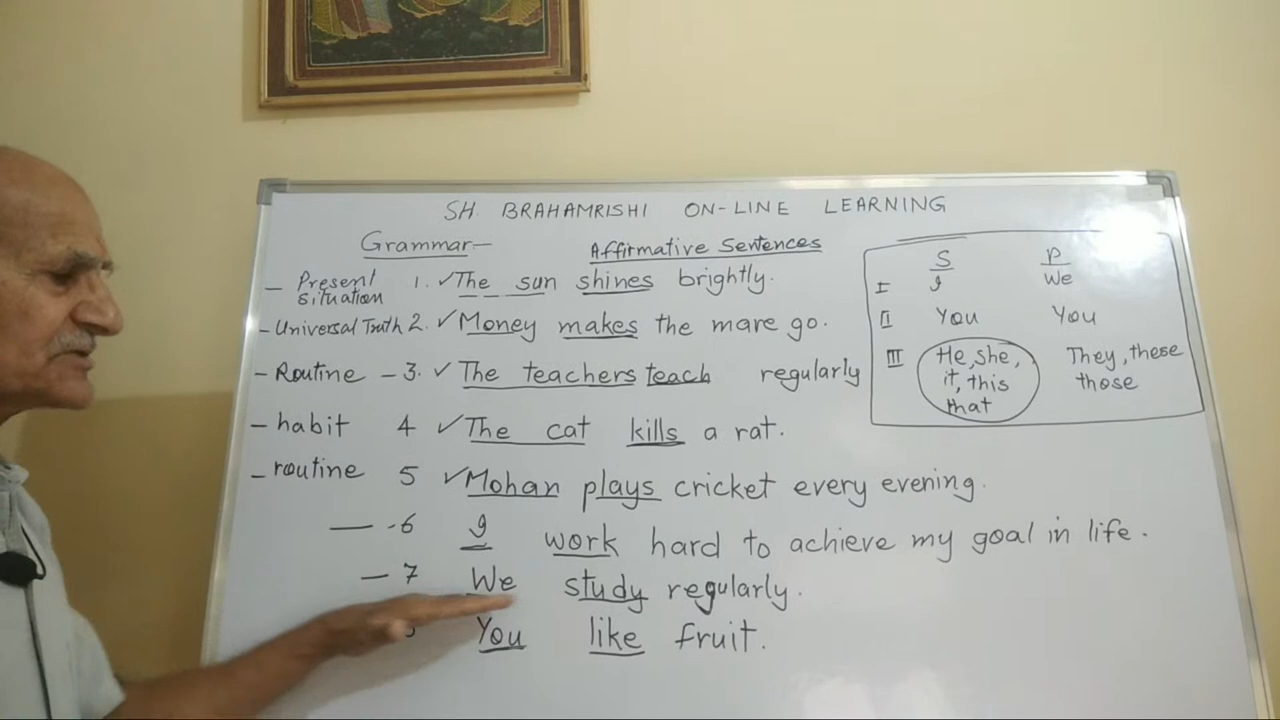 SH. BRAHAMRISHI ON-LINE LEARNING
Grammar— Affirmative Sentences
— Present Situation 1. ✓The sun shines brightly.
— Universal Truth 2. ✓Money makes the mare go.
— Routine — 3. ✓ The teachers teach regularly
— habit 4 ✓The cat kills a rat.
— routine 5 ✓Mohan plays cricket every evening.
— -6 I work hard to achieve my goal in life.
— 7 We study regularly.
You like fruit.
S P
I I We
II You You
III He, she, They, these
it, this those
that